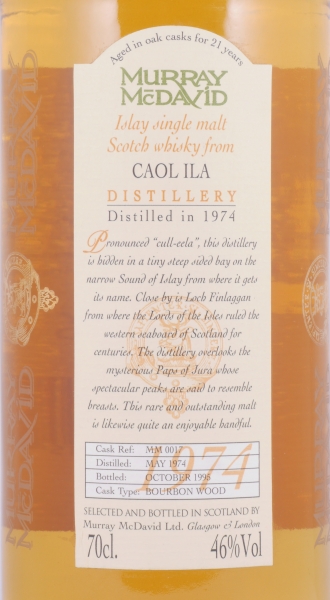 Aged in oak casks for 21 years
MURRAY
McDAVID
Islay single malt
Scotch whisky from
CAOL ILA
DISTILLERY
Distilled in 1974
Pronounced "cull-eela", this distillery
is hidden in a tiny steep sided bay on the
narrow Sound of Islay from where it gets
its name. Close by is Loch Finlaggan
from where the Lords of the Isles ruled the
western seaboard of Scotland for
centuries. The distillery overlooks the
mysterious Paps of Jura whose
spectacular peaks are said to resemble
breasts. This rare and outstanding malt
is likewise quite an enjoyable handful.
1974
Cask Ref: MM 001
Distilled: MAY 1974
Bottled: OCTOBER 1995
Cask Type: BOURBON WOOD
SELECTED AND BOTTLED IN SCOTLAND BY
Murray McDavid Ltd. Glasgow & London
70cl. 46%Vol